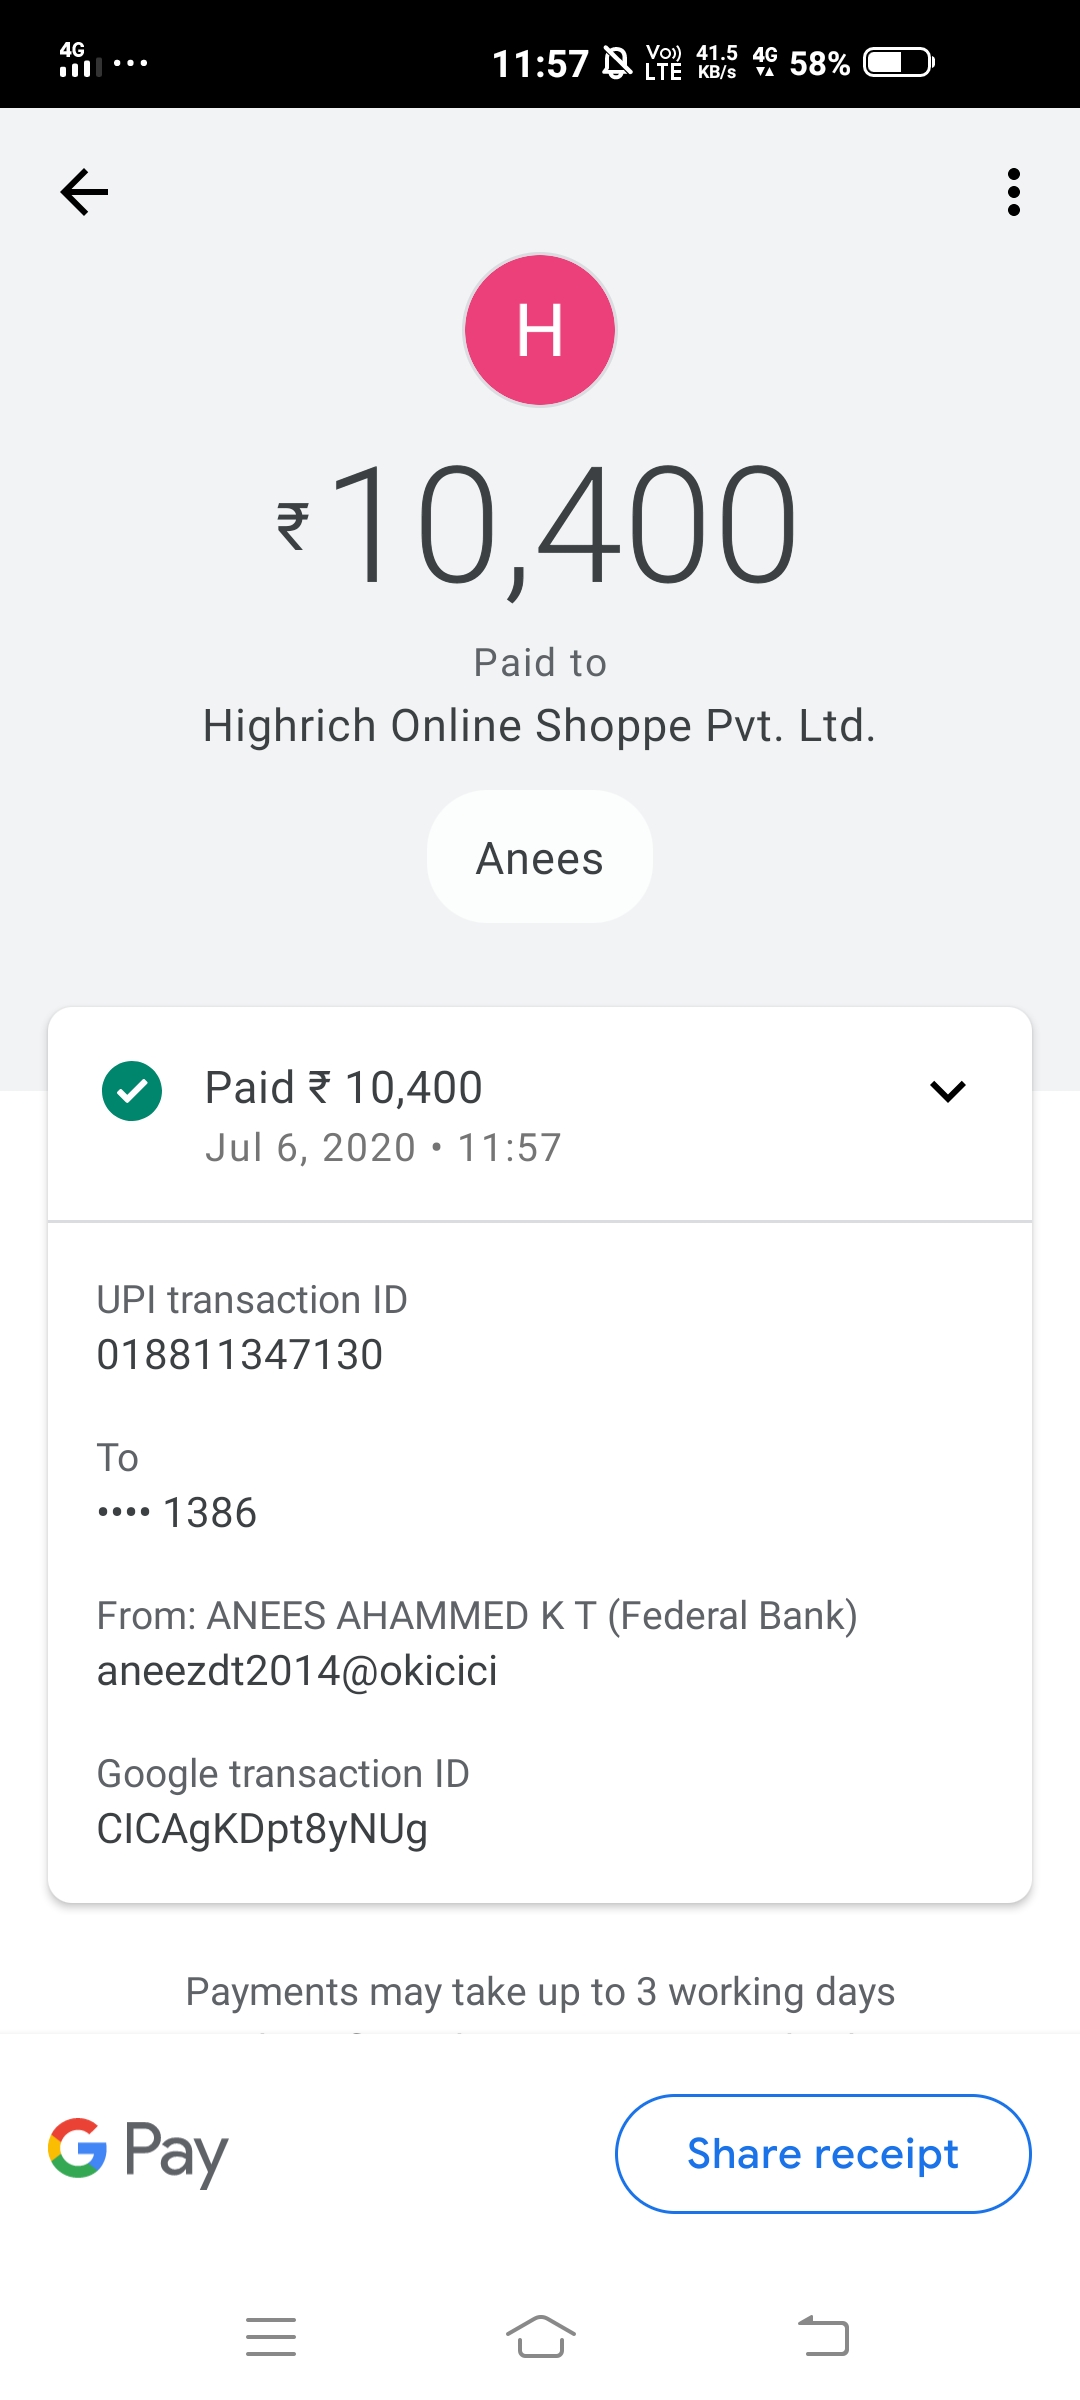 4G
11:57 Vo)) LTE 41.5 KB/s 4G 58%
H
₹10,400
Paid to
Highrich Online Shoppe Pvt. Ltd.
Anees
Paid ₹ 10,400
Jul 6, 2020 • 11:57
UPI transaction ID
018811347130
To
•••• 1386
From: ANEES AHAMMED K T (Federal Bank)
aneezdt2014@okicici
Google transaction ID
CICAgKDpt8yNUg
Payments may take up to 3 working days
G Pay
Share receipt